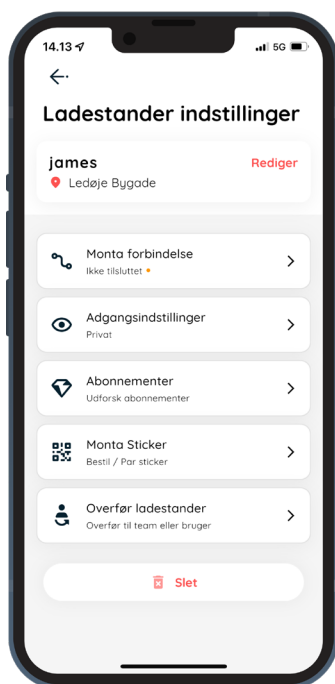 14.13
5G
Ladestander indstillinger
james
Rediger
Ledøje Bygade
Monta forbindelse
Ikke tilsluttet
Adgangsindstillinger
Privat
Abonnementer
Udforsk abonnementer
Monta Sticker
Bestil / Par sticker
Overfør ladestander
Overfør til team eller bruger
Slet